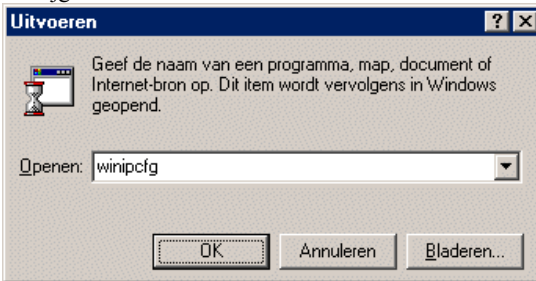 Uitvoeren
Geef de naam van een programma, map, document of
Internet-bron op. Dit item wordt vervolgens in Windows
geopend.
Openen: winipcfg
OK Annuleren Bladeren...